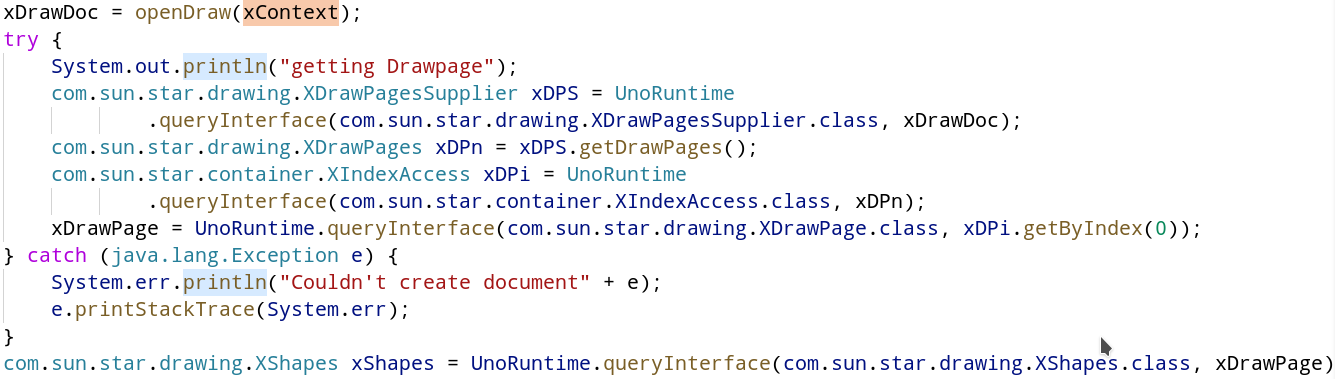 xDrawDoc = openDraw(xContext);
try {
    System.out.println("getting Drawpage");
    com.sun.star.drawing.XDrawPagesSupplier xDPS = UnoRuntime
            .queryInterface(com.sun.star.drawing.XDrawPagesSupplier.class, xDrawDoc);
    com.sun.star.drawing.XDrawPages xDPn = xDPS.getDrawPages();
    com.sun.star.container.XIndexAccess xDPi = UnoRuntime
            .queryInterface(com.sun.star.container.XIndexAccess.class, xDPn);
    xDrawPage = UnoRuntime.queryInterface(com.sun.star.drawing.XDrawPage.class, xDPi.getByIndex(0));
} catch (java.lang.Exception e) {
    System.err.println("Couldn't create document" + e);
    e.printStackTrace(System.err);
}
com.sun.star.drawing.XShapes xShapes = UnoRuntime.queryInterface(com.sun.star.drawing.XShapes.class, xDrawPage)